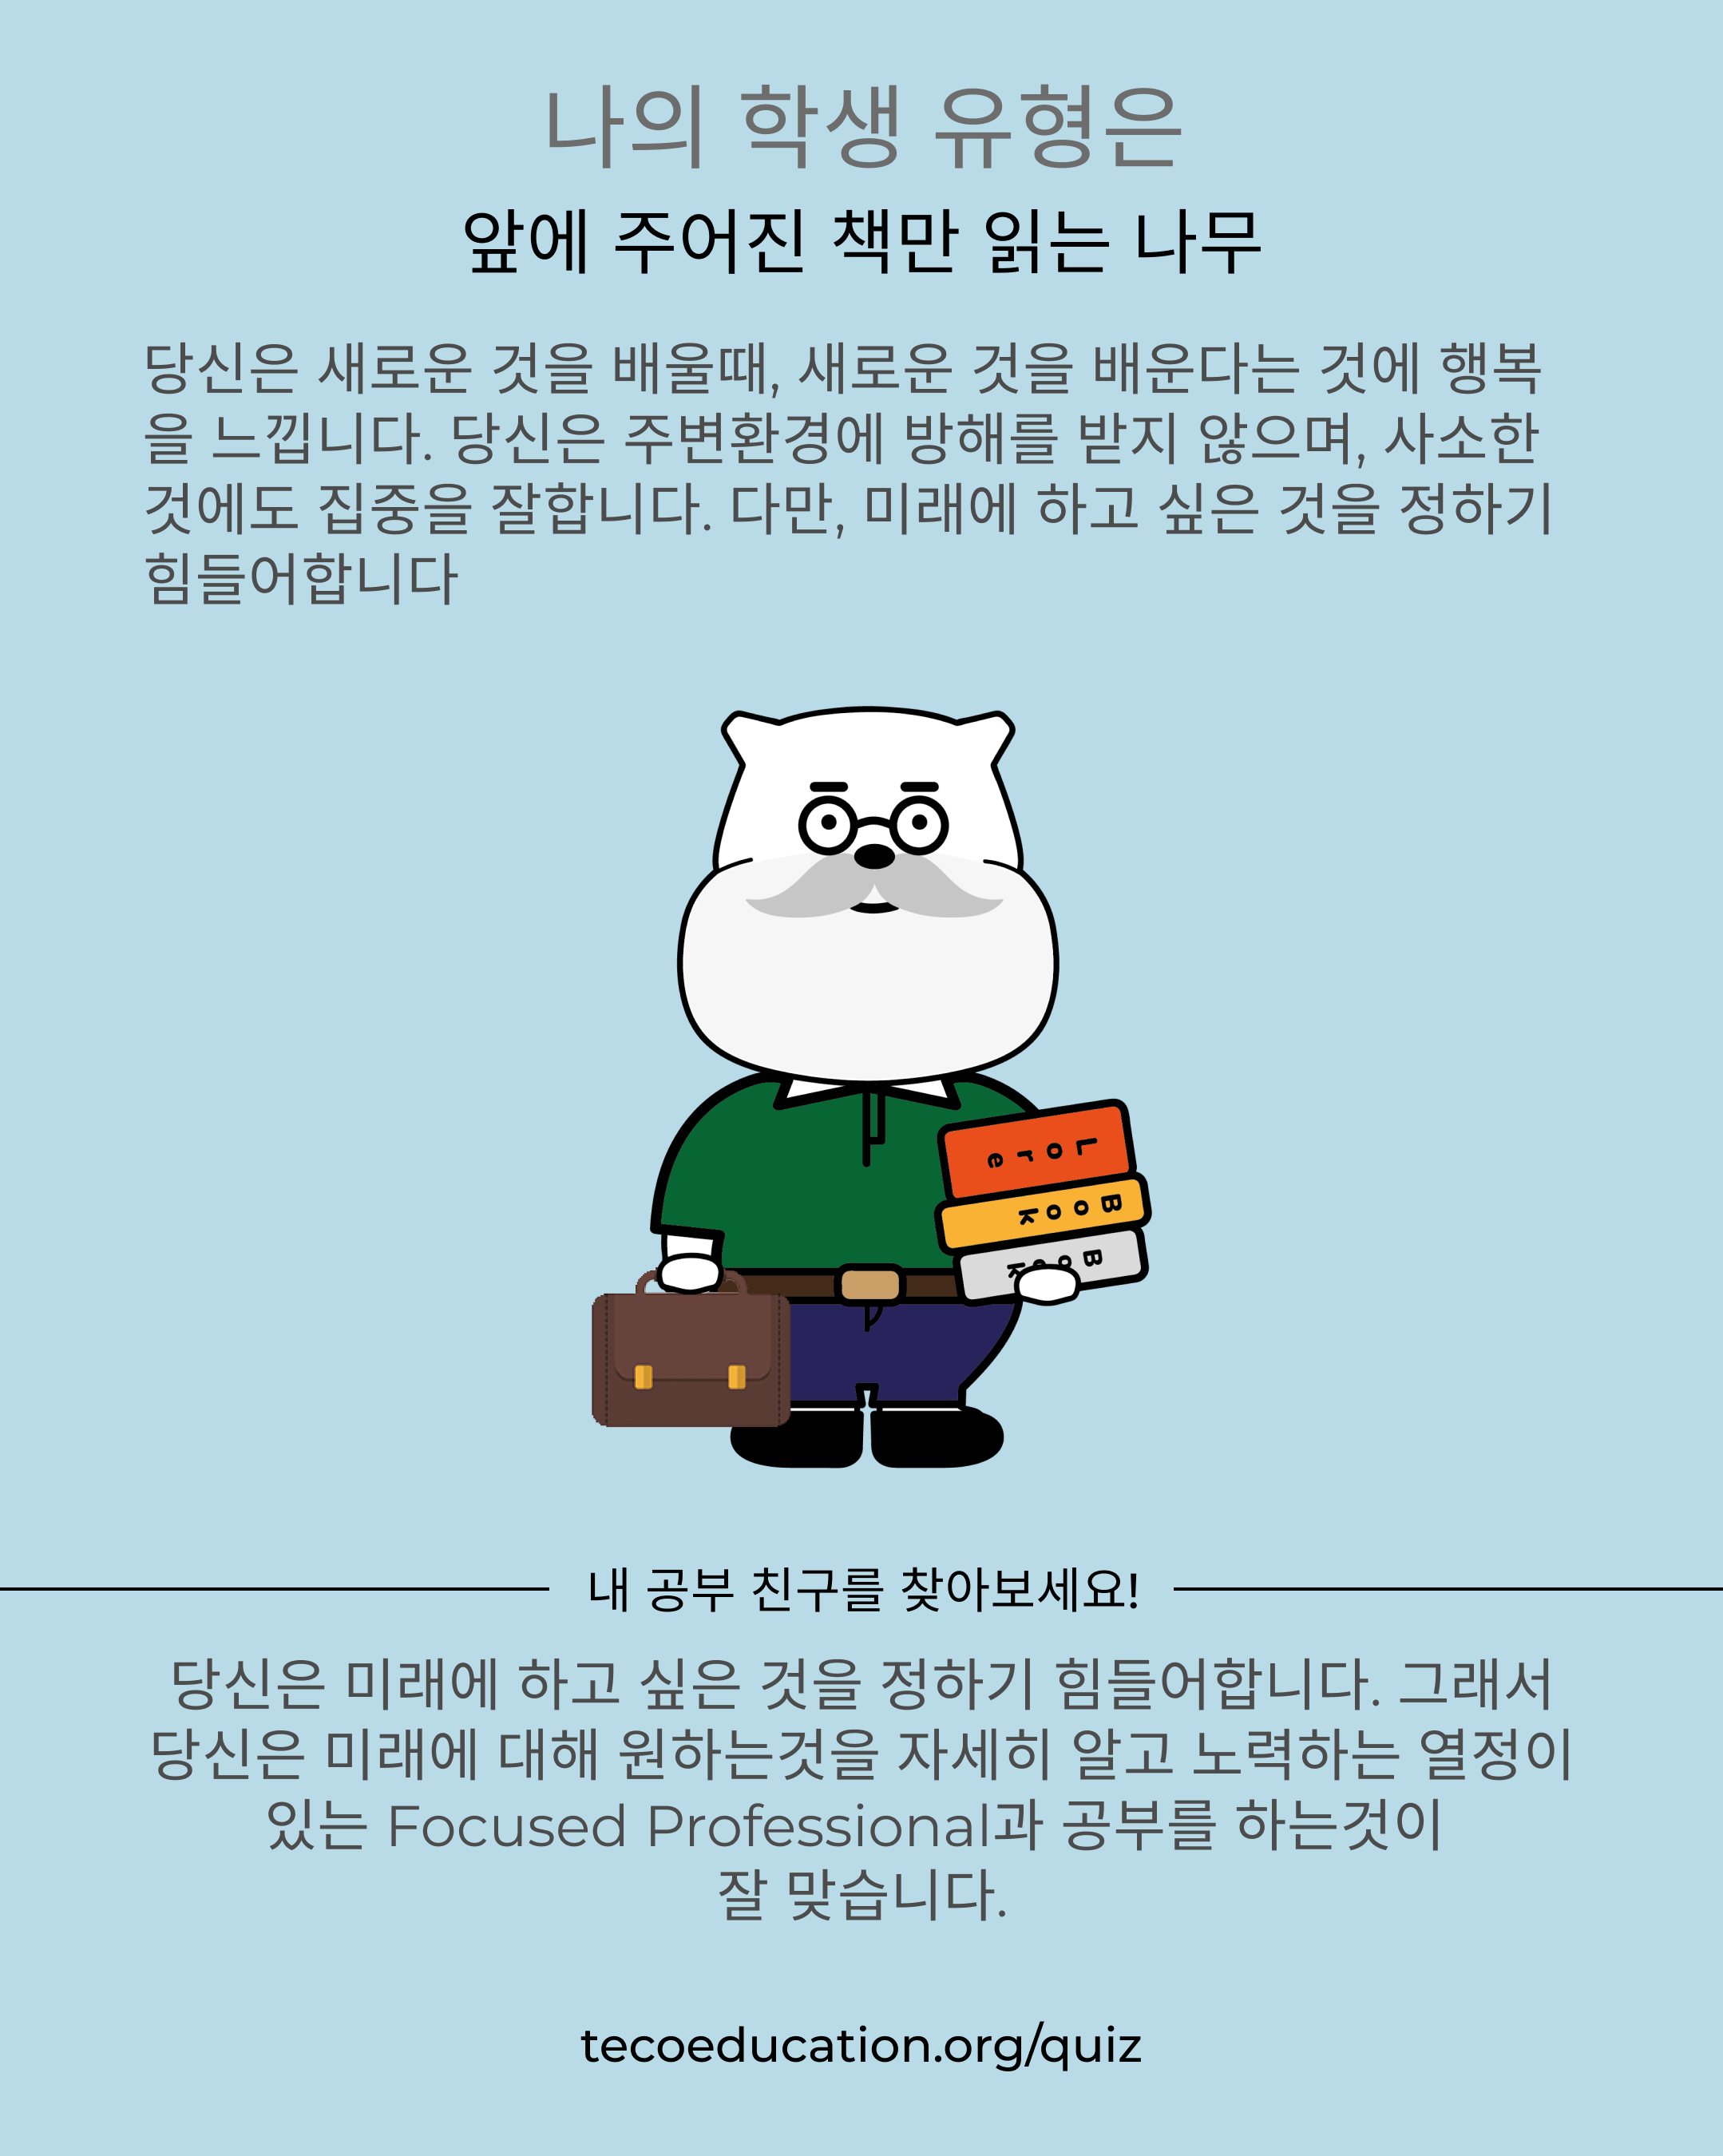 나의 학생 유형은
앞에 주어진 책만 읽는 나무
당신은 새로운 것을 배울때, 새로운 것을 배운다는 것에 행복
을 느낍니다. 당신은 주변환경에 방해를 받지 않으며, 사소한
것에도 집중을 잘합니다. 다만, 미래에 하고 싶은 것을 정하기
힘들어합니다
Lore
Book
Book
내 공부 친구를 찾아보세요!
당신은 미래에 하고 싶은 것을 정하기 힘들어합니다. 그래서
당신은 미래에 대해 원하는것을 자세히 알고 노력하는 열정이
있는 Focused Professional과 공부를 하는것이
잘 맞습니다.
tecoeducation.org/quiz